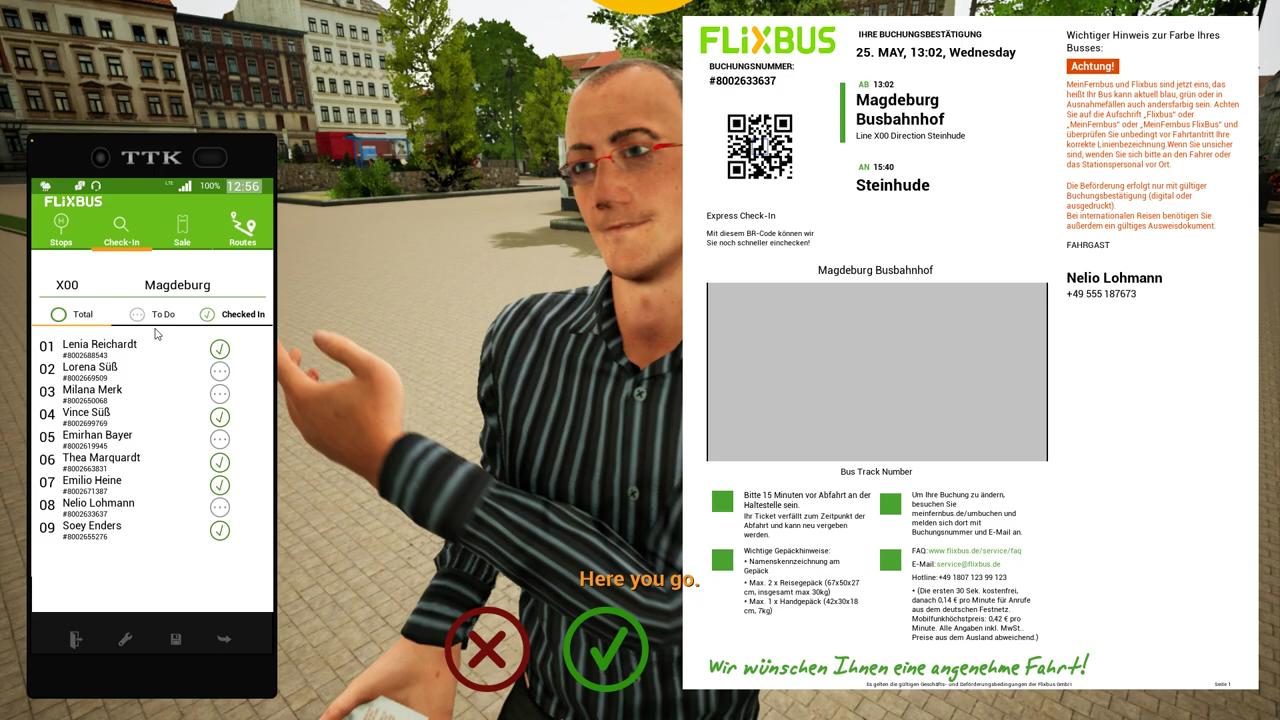 TTK
LTE
100%
12:56
FLiXBUS
Stops
Check-In
Sale
Routes
X00
Magdeburg
Total
To Do
Checked In
01 Lenia Reichardt
#8002688543
02 Lorena Süß
#8002669509
03 Milana Merk
#8002650068
04 Vince Süß
#8002699769
05 Emirhan Bayer
#8002619945
06 Thea Marquardt
#8002663831
07 Emilio Heine
#8002671387
08 Nelio Lohmann
#8002633637
09 Soey Enders
#8002655276
Here you go.
FLiXBUS
BUCHUNGSNUMMER:
#8002633637
IHRE BUCHUNGSBESTÄTIGUNG
25. MAY, 13:02, Wednesday
AB 13:02
Magdeburg
Busbahnhof
Line X00 Direction Steinhude
AN 15:40
Steinhude
Express Check-In
Mit diesem BR-Code können wir
Sie noch schneller einchecken!
Magdeburg Busbahnhof
Bus Track Number
Bitte 15 Minuten vor Abfahrt an der
Haltestelle sein.
Ihr Ticket verfällt zum Zeitpunkt der
Abfahrt und kann neu vergeben
werden.
Wichtige Gepäckhinweise:
• Namenskennzeichnung am
Gepäck
• Max. 2 x Reisegepäck (67x50x27
cm, insgesamt max 30kg)
• Max. 1 x Handgepäck (42x30x18
cm, 7kg)
Um Ihre Buchung zu ändern,
besuchen Sie
meinfernbus.de/umbuchen und
melden sich dort mit
Buchungsnummer und E-Mail an.
FAQ: www.flixbus.de/service/faq
E-Mail: service@flixbus.de
Hotline: +49 1807 123 99 123
• (Die ersten 30 Sek. kostenfrei,
danach 0,14 € pro Minute für Anrufe
aus dem deutschen Festnetz.
Mobilfunkhöchstpreis: 0,42 € pro
Minute. Alle Angaben inkl. MwSt..
Preise aus dem Ausland abweichend.)
Wir wünschen Ihnen eine angenehme Fahrt!
Es gelten die gültigen Geschäfts- und Beförderungsbedingungen der Flixbus GmbH
Seite 1
Wichtiger Hinweis zur Farbe Ihres
Busses:
Achtung!
MeinFernbus und Flixbus sind jetzt eins, das
heißt Ihr Bus kann aktuell blau, grün oder in
Ausnahmefällen auch andersfarbig sein. Achten
Sie auf die Aufschrift „Flixbus“ oder
„MeinFernbus“ oder „MeinFernbus FlixBus“ und
überprüfen Sie unbedingt vor Fahrtantritt Ihre
korrekte Linienbezeichnung.Wenn Sie unsicher
sind, wenden Sie sich bitte an den Fahrer oder
das Stationspersonal vor Ort.
Die Beförderung erfolgt nur mit gültiger
Buchungsbestätigung (digital oder
ausgedruckt).
Bei internationalen Reisen benötigen Sie
außerdem ein gültiges Ausweisdokument.
FAHRGAST
Nelio Lohmann
+49 555 187673